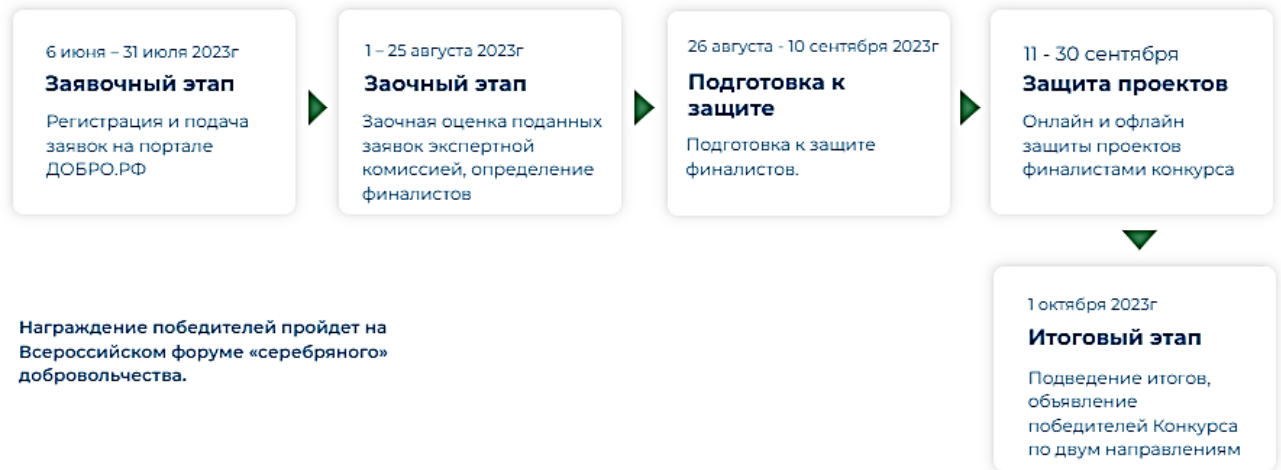 6 июня – 31 июля 2023г
Заявочный этап
Регистрация и подача
заявок на портале
ДОБРО.РФ
1 – 25 августа 2023г
Заочный этап
Заочная оценка поданных
заявок экспертной
комиссией, определение
финалистов
26 августа - 10 сентября 2023г
Подготовка к
защите
Подготовка к защите
финалистов.
11 - 30 сентября
Защита проектов
Онлайн и офлайн
защиты проектов
финалистами конкурса
1 октября 2023г
Итоговый этап
Подведение итогов,
объявление
победителей Конкурса
по двум направлениям
Награждение победителей пройдет на
Всероссийском форуме «серебряного»
добровольчества.